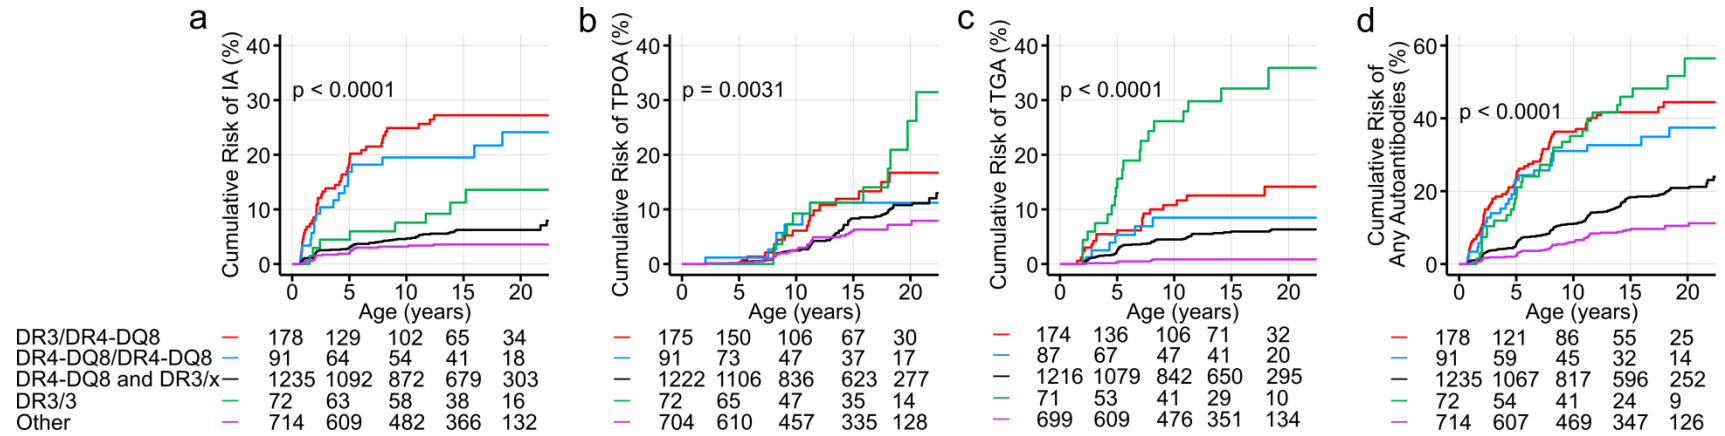 a
Cumulative Risk of IA (%)
40
30
20
10
0
p < 0.0001
0 5 10 15 20
Age (years)
b
Cumulative Risk of TPOA (%)
40
30
20
10
0
p = 0.0031
0 5 10 15 20
Age (years)
c
Cumulative Risk of TGA (%)
40
30
20
10
0
p < 0.0001
0 5 10 15 20
Age (years)
d
Cumulative Risk of
Any Autoantibodies (%)
60
40
20
0
p < 0.0001
0 5 10 15 20
Age (years)
DR3/DR4-DQ8 178 129 102 65 34 175 150 106 67 30 174 136 106 71 32 178 121 86 55 25
DR4-DQ8/DR4-DQ8 91 64 54 41 18 91 73 47 37 17 87 67 47 41 20 91 59 45 32 14
DR4-DQ8 and DR3/x 1235 1092 872 679 303 1222 1106 836 623 277 1216 1079 842 650 295 1235 1067 817 596 252
DR3/3 72 63 58 38 16 72 65 47 35 14 71 53 41 29 10 72 54 41 24 9
Other 714 609 482 366 132 704 610 457 335 128 699 609 476 351 134 714 607 469 347 126